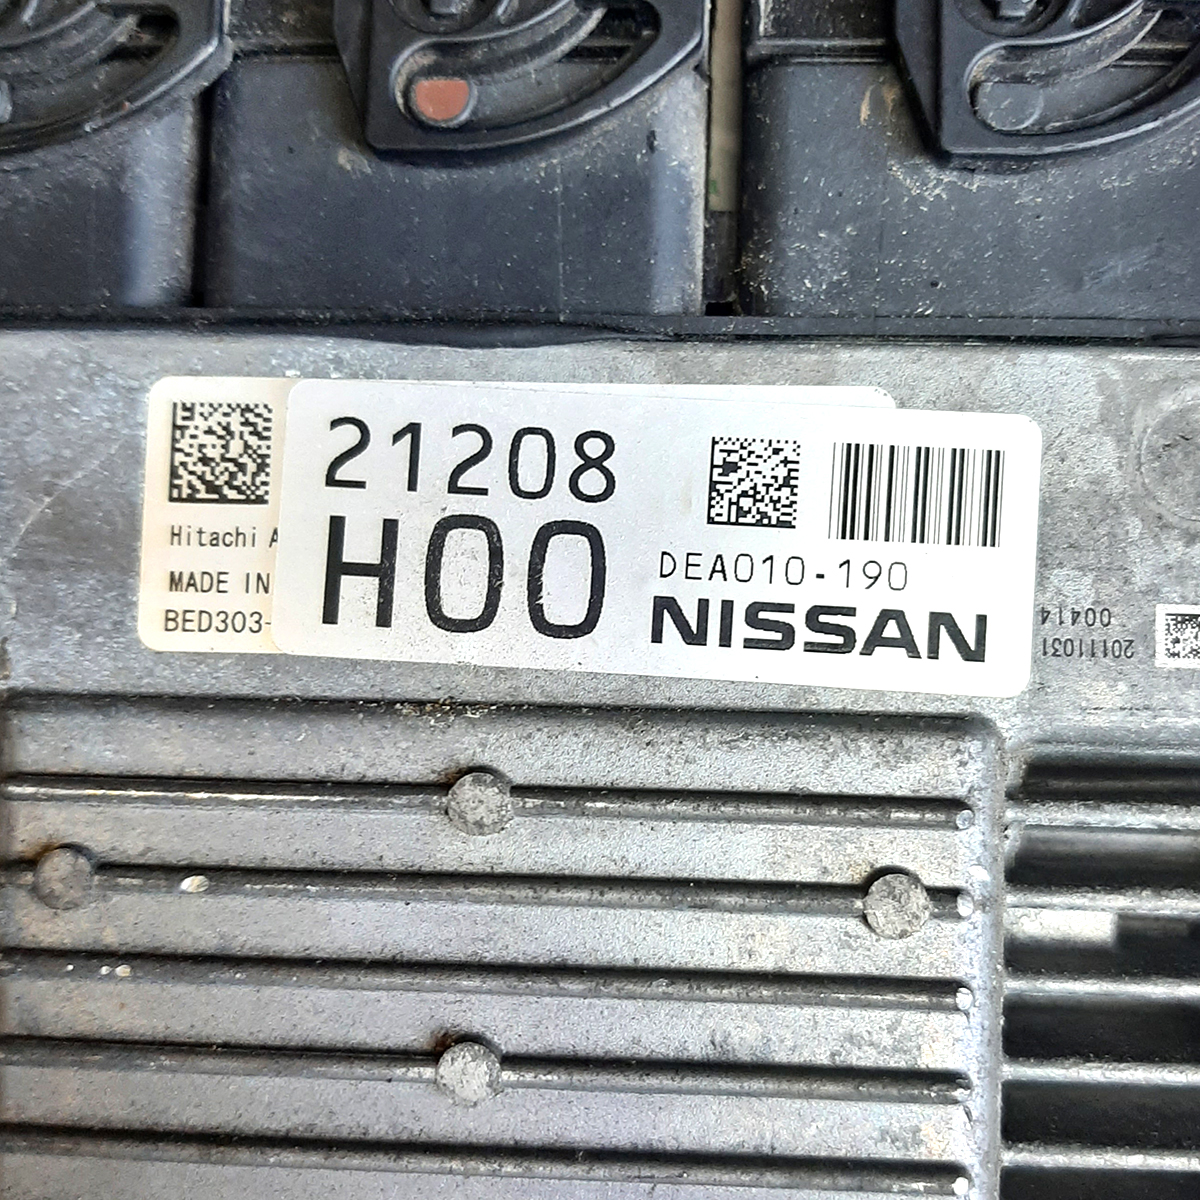 Hitachi A
MADE IN
BED303-
21208
H00
DEA010-190
NISSAN
20111031
00414